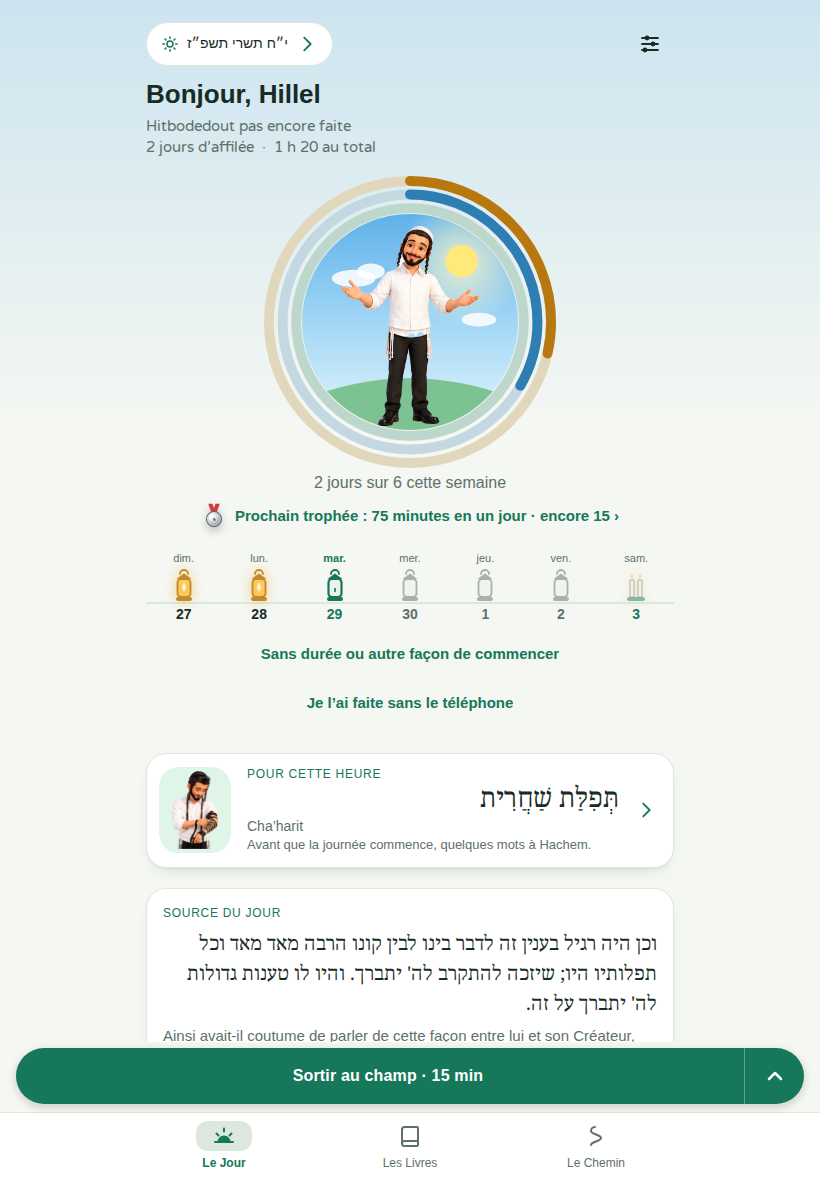 י״ח תשרי תשפ״ז
Bonjour, Hillel
Hitbodedout pas encore faite
2 jours d’affilée · 1 h 20 au total
2 jours sur 6 cette semaine
Prochain trophée : 75 minutes en un jour · encore 15 ›
dim. lun. mar. mer. jeu. ven. sam.
27 28 29 30 1 2 3
Sans durée ou autre façon de commencer
Je l’ai faite sans le téléphone
POUR CETTE HEURE
תְּפִלַּת שַׁחֲרִית
Cha’harit
Avant que la journée commence, quelques mots à Hachem.
SOURCE DU JOUR
וכן היה רגיל בענין זה לדבר בינו לבין קונו הרבה מאד מאד וכל
תפלותיו היו; שיזכה להתקרב לה' יתברך. והיו לו טענות גדולות
לה' יתברך על זה.
Ainsi avait-il coutume de parler de cette façon entre lui et son Créateur,
Sortir au champ · 15 min
Le Jour
Les Livres
Le Chemin